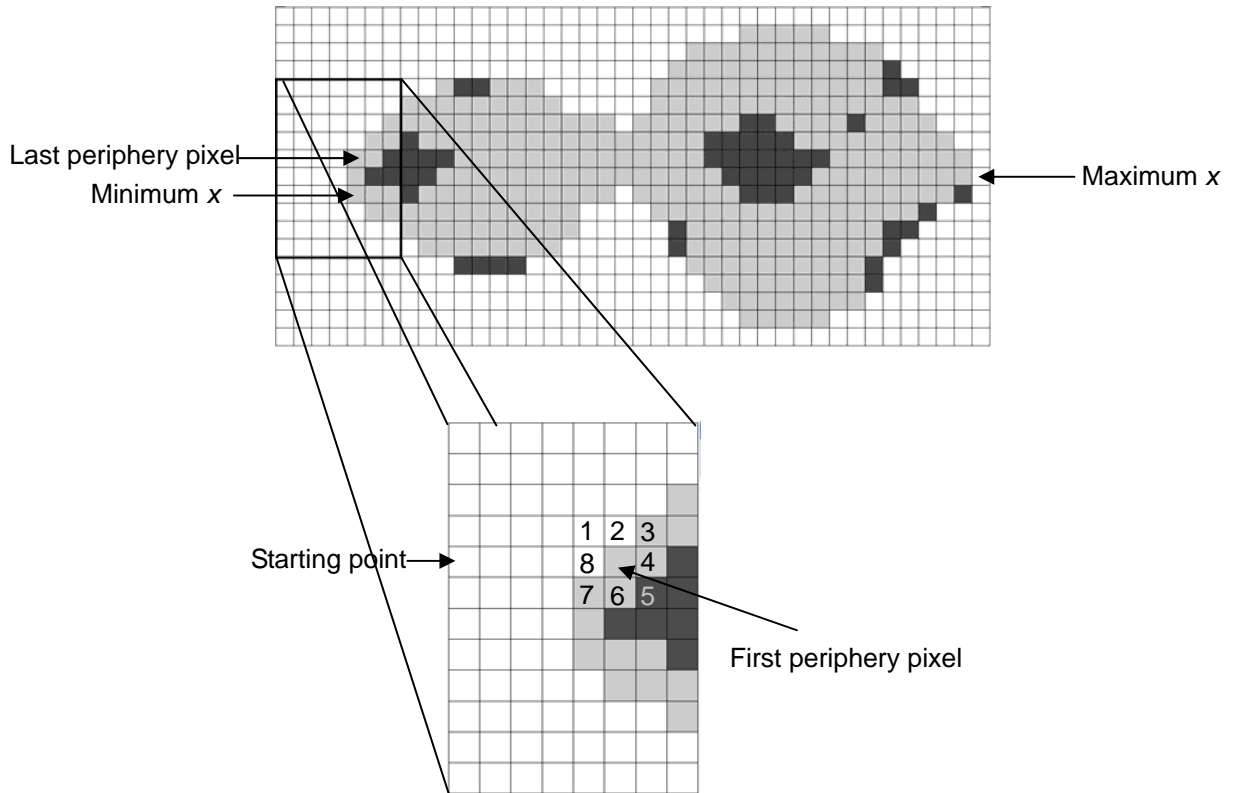 Last periphery pixel
Minimum x
Maximum x
1 2 3
Starting point
8 4
7 6 5
First periphery pixel